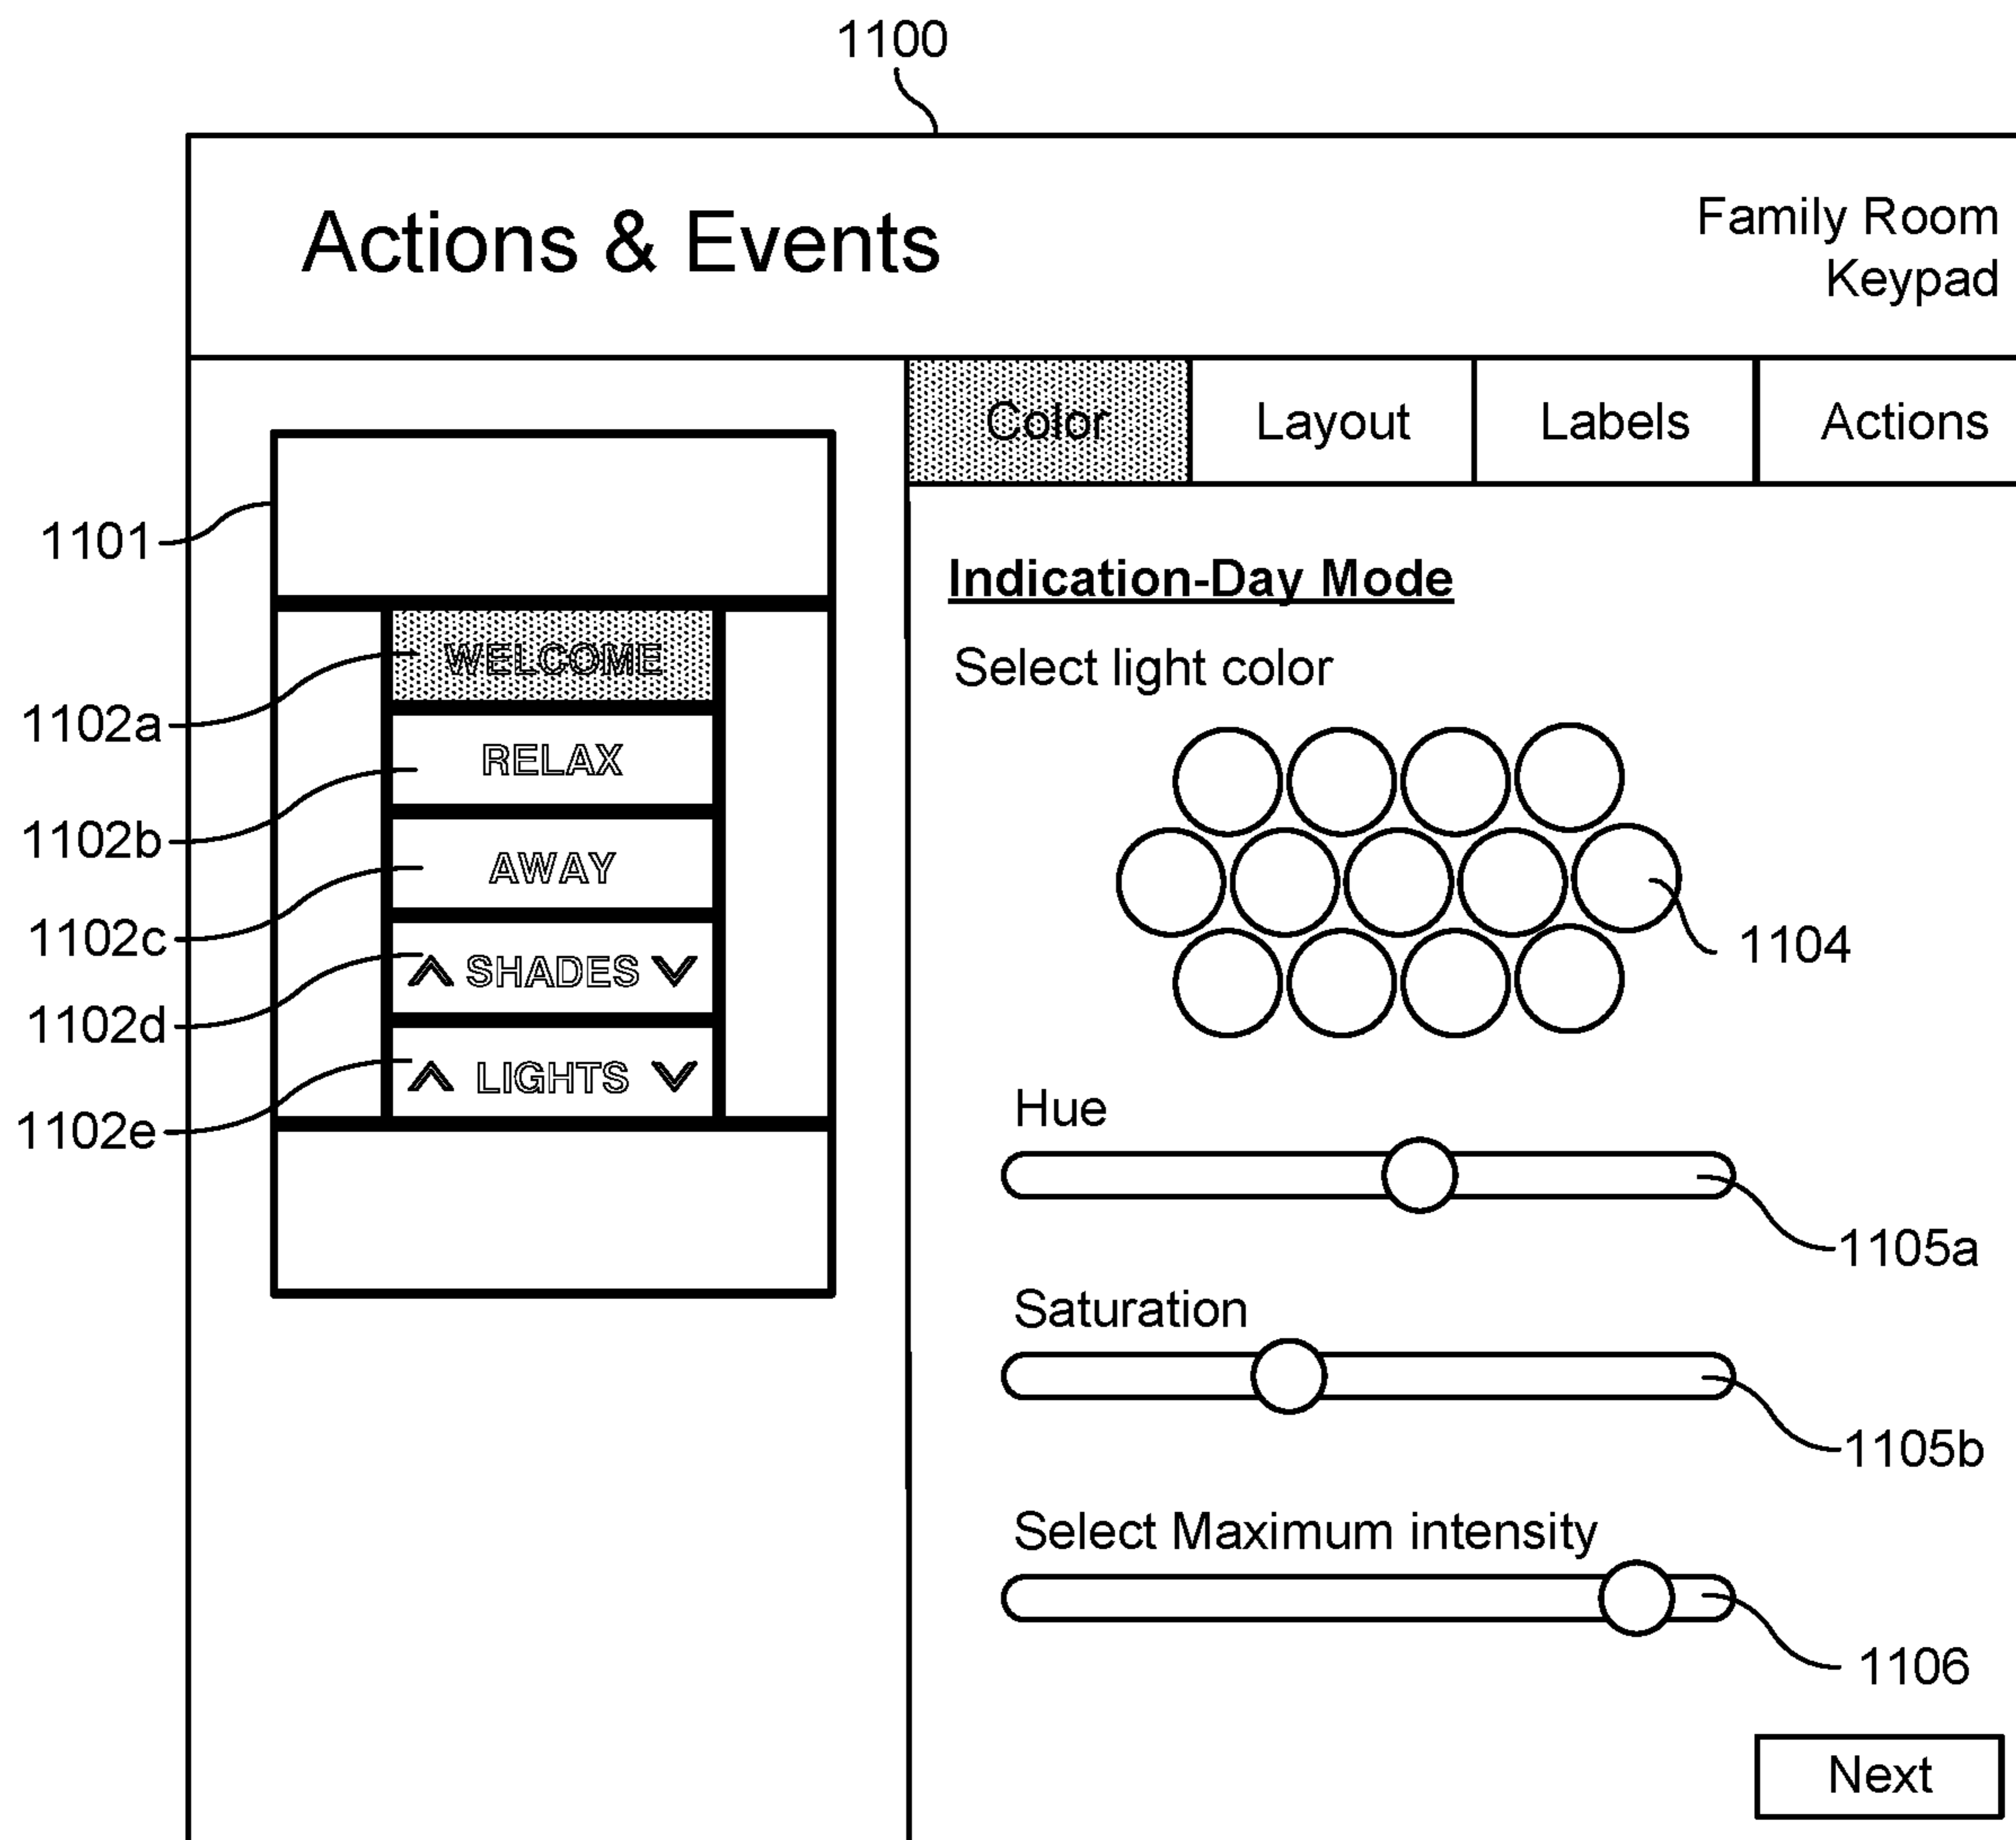 1100
Actions & Events
Family Room
Keypad
Color
Layout
Labels
Actions
1101
1102a
1102b
1102c
1102d
1102e
WELCOME
RELAX
AWAY
SHADES
LIGHTS
Indication-Day Mode
Select light color
1104
Hue
1105a
Saturation
1105b
Select Maximum intensity
1106
Next